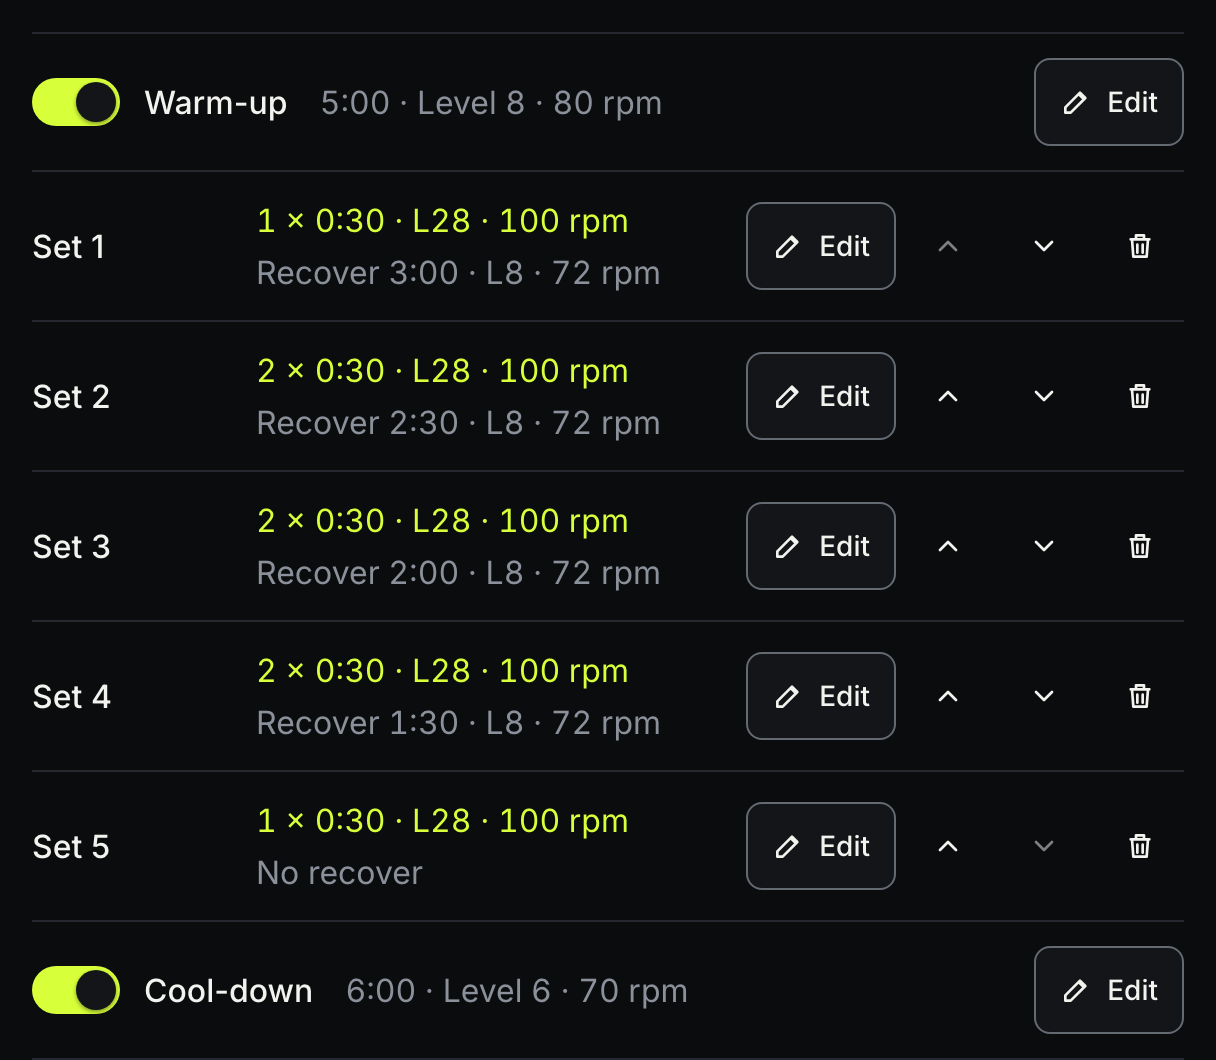 Warm-up 5:00 · Level 8 · 80 rpm Edit
Set 1
1 × 0:30 · L28 · 100 rpm
Recover 3:00 · L8 · 72 rpm
Edit
Set 2
2 × 0:30 · L28 · 100 rpm
Recover 2:30 · L8 · 72 rpm
Edit
Set 3
2 × 0:30 · L28 · 100 rpm
Recover 2:00 · L8 · 72 rpm
Edit
Set 4
2 × 0:30 · L28 · 100 rpm
Recover 1:30 · L8 · 72 rpm
Edit
Set 5
1 × 0:30 · L28 · 100 rpm
No recover
Edit
Cool-down 6:00 · Level 6 · 70 rpm Edit